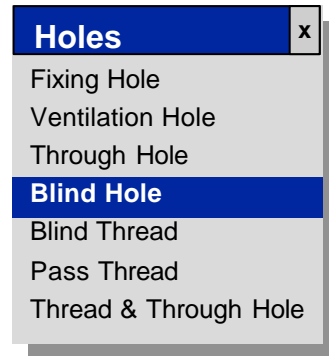 Holes x
Fixing Hole
Ventilation Hole
Through Hole
Blind Hole
Blind Thread
Pass Thread
Thread & Through Hole